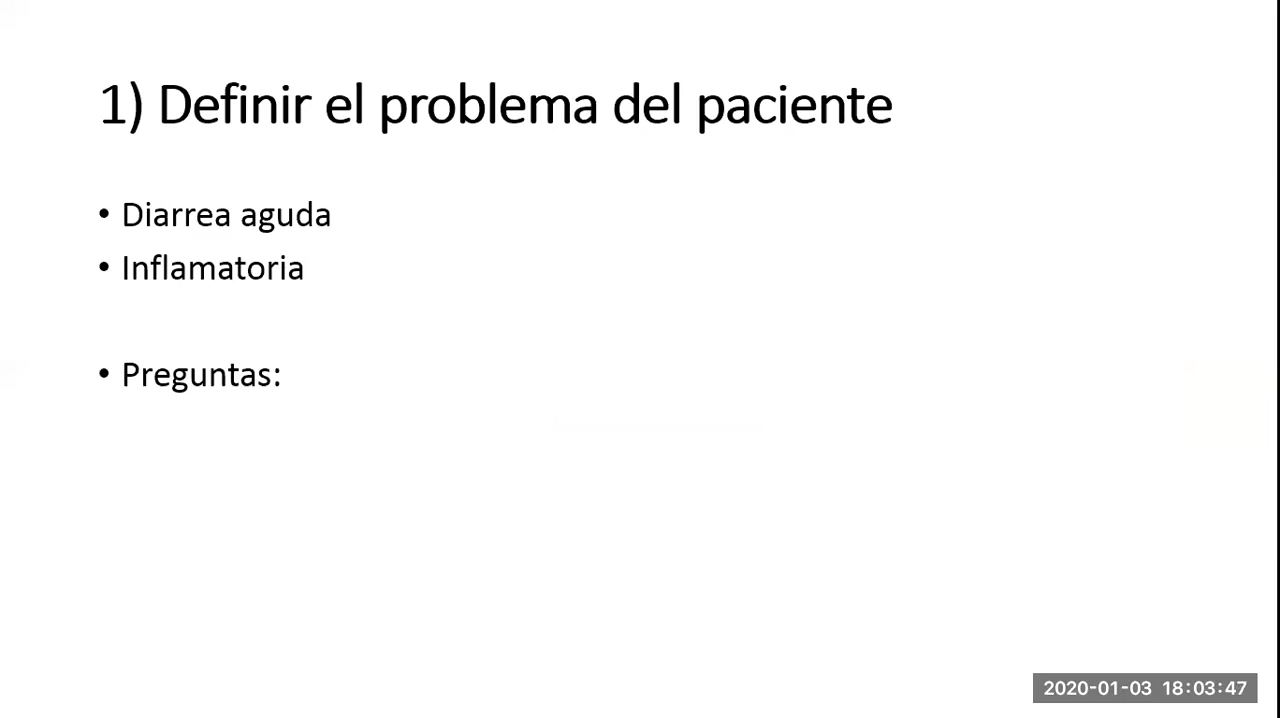 1) Definir el problema del paciente
• Diarrea aguda
• Inflamatoria
• Preguntas:
2020-01-03 18:03:47